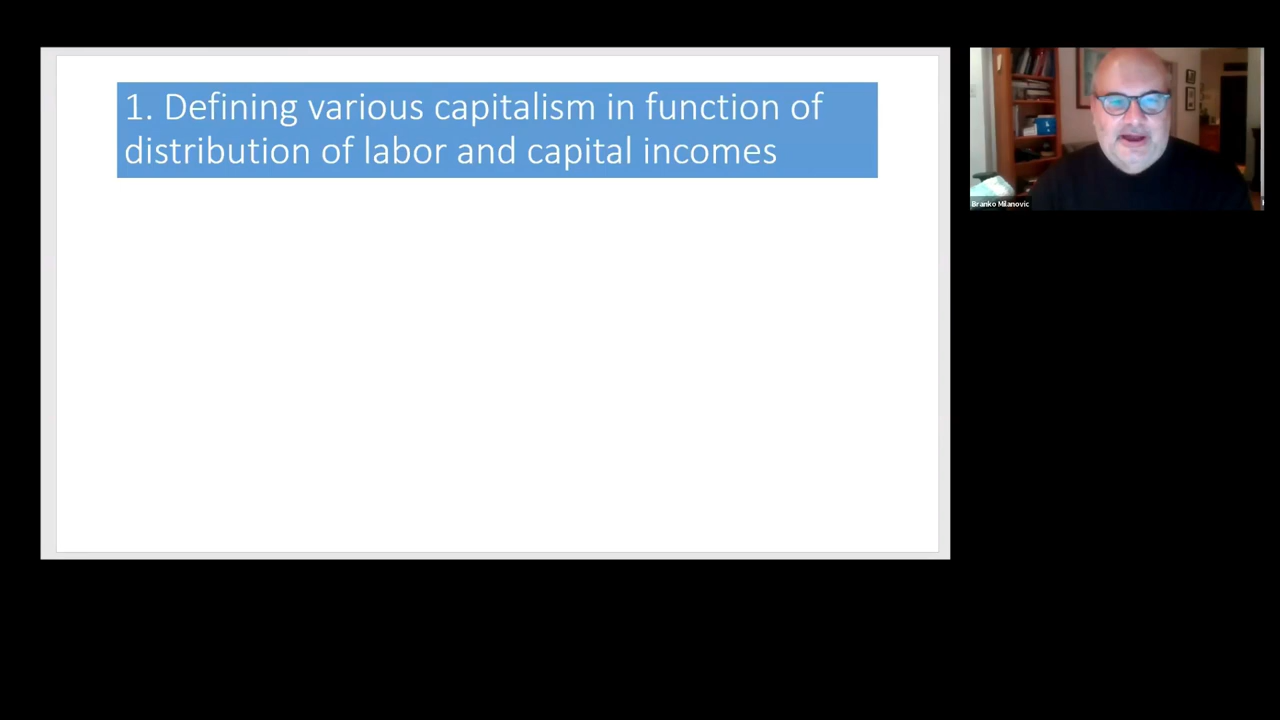 1. Defining various capitalism in function of
distribution of labor and capital incomes
Branko Milanovic